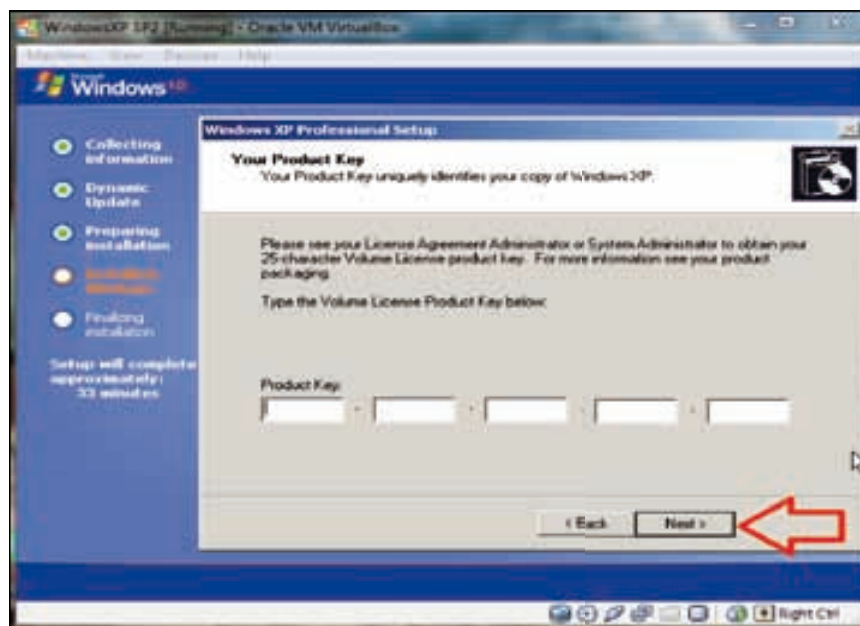 WindowsXP SP2 [Running] - Oracle VM VirtualBox
Machine View Devices Help
Microsoft
Windows XP
Collecting
information
Dynamic
Update
Preparing
installation
Installing
Windows
Finalizing
installation
Setup will complete
approximately:
33 minutes
Windows XP Professional Setup
Your Product Key
Your Product Key uniquely identifies your copy of Windows XP.
Please see your License Agreement Administrator or System Administrator to obtain your
25-character Volume License product key. For more information see your product
packaging.
Type the Volume License Product Key below:
Product Key:
- - - -
< Back Next >
Right Ctrl